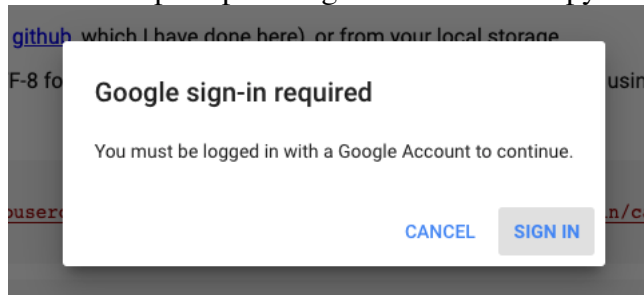 github, which I have done here), or from your local storage
F-8 fo
usin
Google sign-in required
You must be logged in with a Google Account to continue.
CANCEL SIGN IN